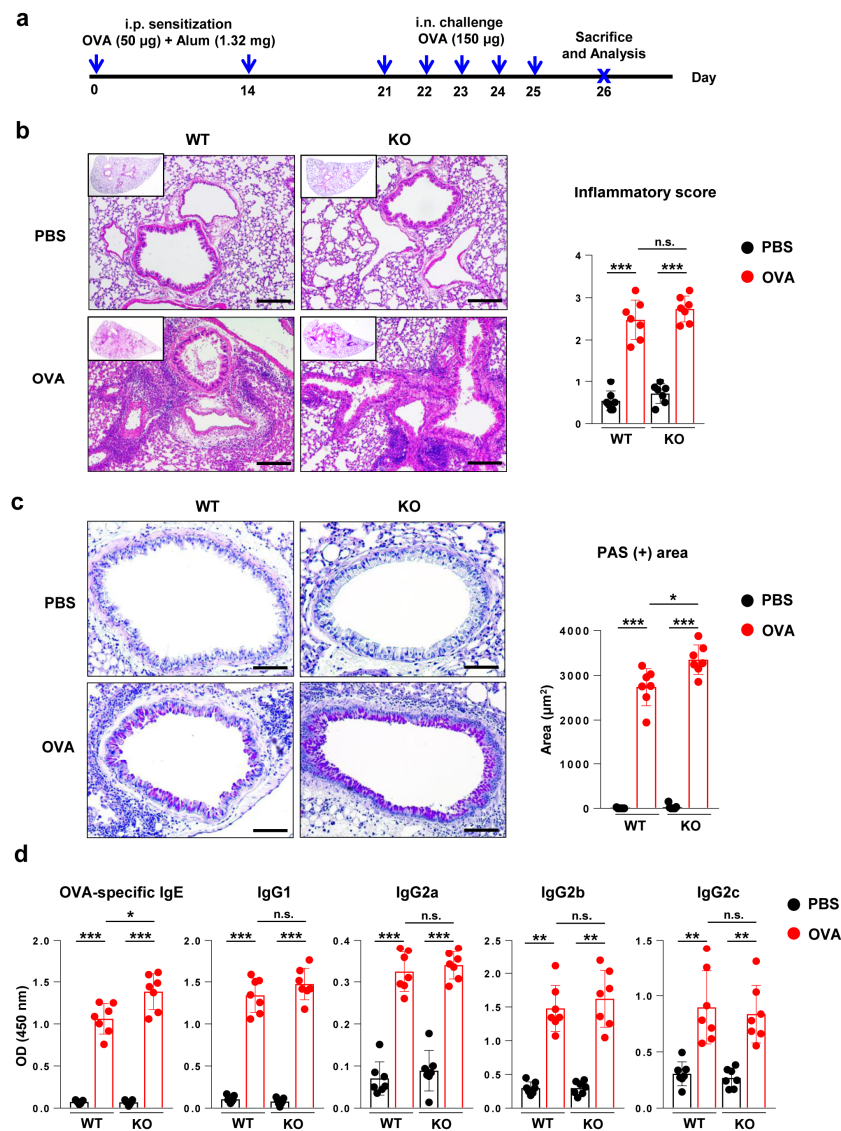 a
i.p. sensitization
OVA (50 µg) + Alum (1.32 mg)
i.n. challenge
OVA (150 µg)
Sacrifice
and Analysis
0 14 21 22 23 24 25 26 Day
b
WT KO
PBS
OVA
Inflammatory score
PBS
OVA
n.s.
*** ***
4
3
2
1
0
WT KO
c
WT KO
PBS
OVA
PAS (+) area
PBS
OVA
*
*** ***
Area (µm²)
4000
3000
2000
1000
0
WT KO
d
OVA-specific IgE IgG1 IgG2a IgG2b IgG2c
PBS
OVA
* n.s. n.s. n.s. n.s.
*** *** *** *** *** *** ** ** ** **
OD (450 nm)
2.0
1.5
1.0
0.5
0.0
WT KO
2.0
1.5
1.0
0.5
0.0
WT KO
0.4
0.3
0.2
0.1
0.0
WT KO
2.5
2.0
1.5
1.0
0.5
0.0
WT KO
1.5
1.0
0.5
0.0
WT KO